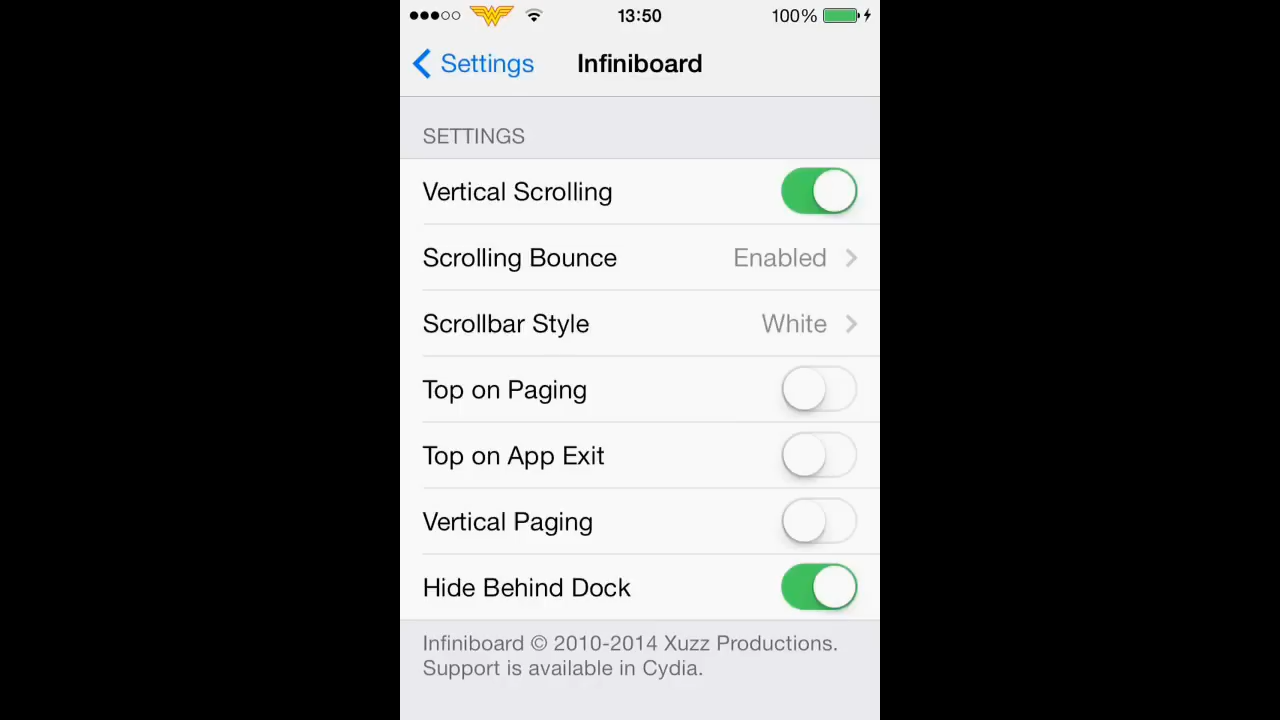 13:50 100%
Settings Infiniboard
SETTINGS
Vertical Scrolling
Scrolling Bounce Enabled
Scrollbar Style White
Top on Paging
Top on App Exit
Vertical Paging
Hide Behind Dock
Infiniboard © 2010-2014 Xuzz Productions.
Support is available in Cydia.